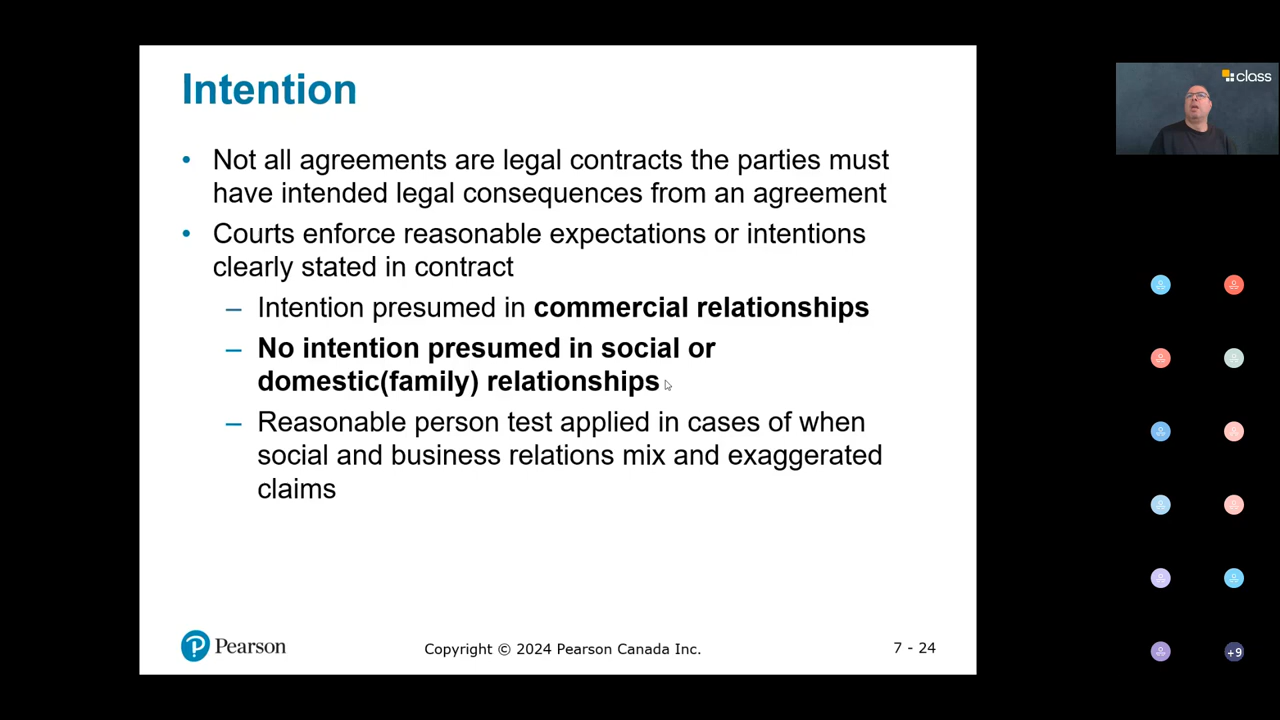 Intention
• Not all agreements are legal contracts the parties must
have intended legal consequences from an agreement
• Courts enforce reasonable expectations or intentions
clearly stated in contract
– Intention presumed in commercial relationships
– No intention presumed in social or
domestic(family) relationships
– Reasonable person test applied in cases of when
social and business relations mix and exaggerated
claims
Pearson
Copyright © 2024 Pearson Canada Inc.
7 - 24
class
+9